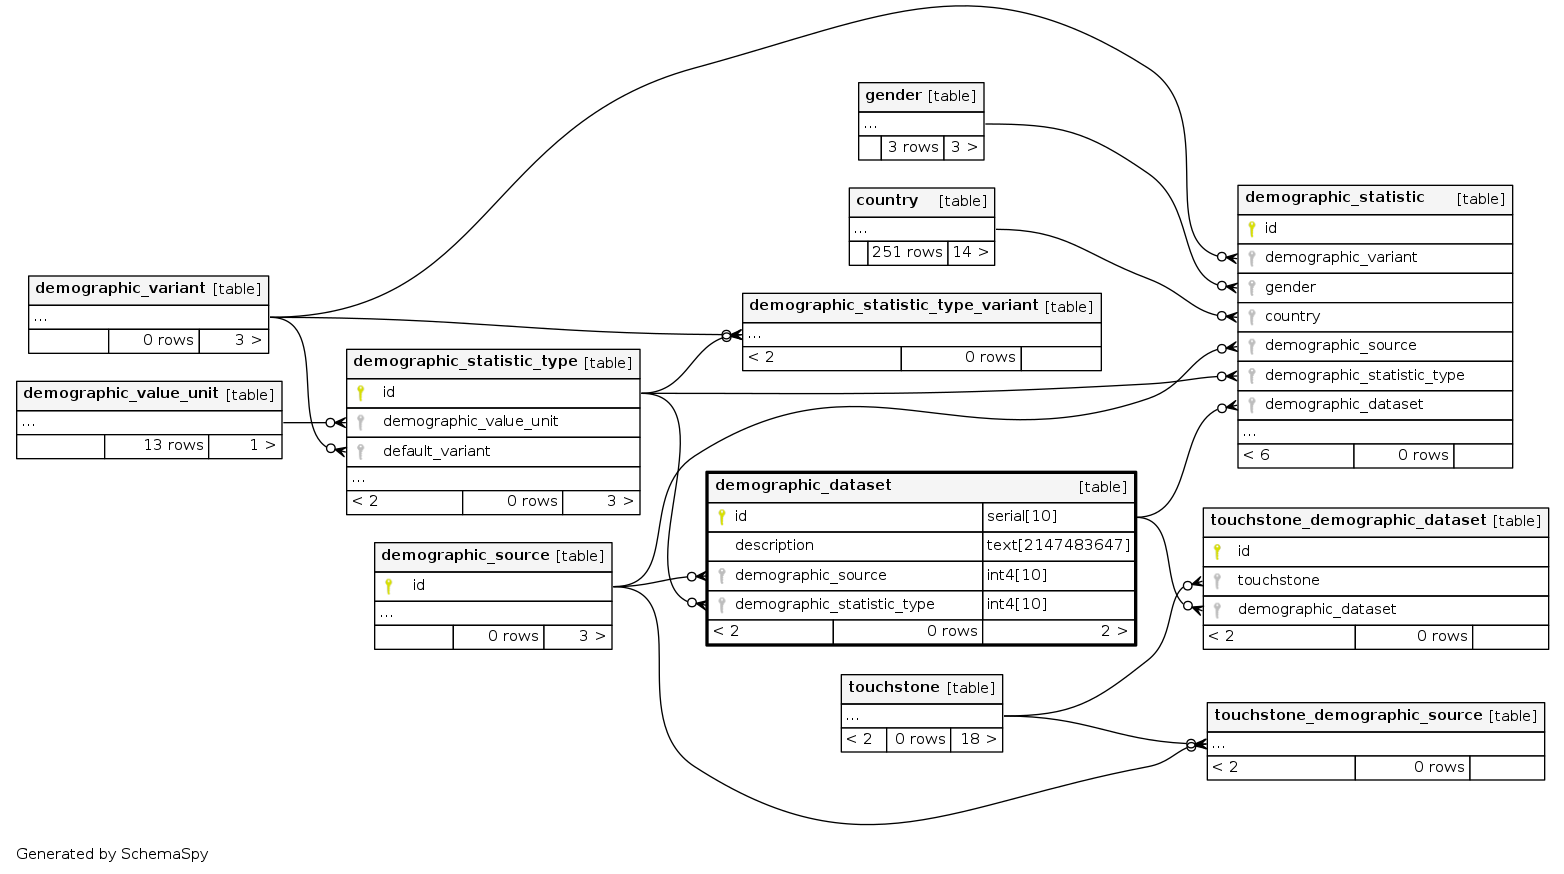 gender [table]
...
3 rows 3 >
country [table]
...
251 rows 14 >
demographic_statistic [table]
id
demographic_variant
gender
country
demographic_source
demographic_statistic_type
demographic_dataset
...
< 6 0 rows
demographic_variant [table]
...
0 rows 3 >
demographic_statistic_type_variant [table]
...
< 2 0 rows
demographic_value_unit [table]
...
13 rows 1 >
demographic_statistic_type [table]
id
demographic_value_unit
default_variant
...
< 2 0 rows 3 >
demographic_dataset [table]
id serial[10]
description text[2147483647]
demographic_source int4[10]
demographic_statistic_type int4[10]
< 2 0 rows 2 >
demographic_source [table]
id
...
0 rows 3 >
touchstone_demographic_dataset [table]
id
touchstone
demographic_dataset
< 2 0 rows
touchstone [table]
...
< 2 0 rows 18 >
touchstone_demographic_source [table]
...
< 2 0 rows
Generated by SchemaSpy